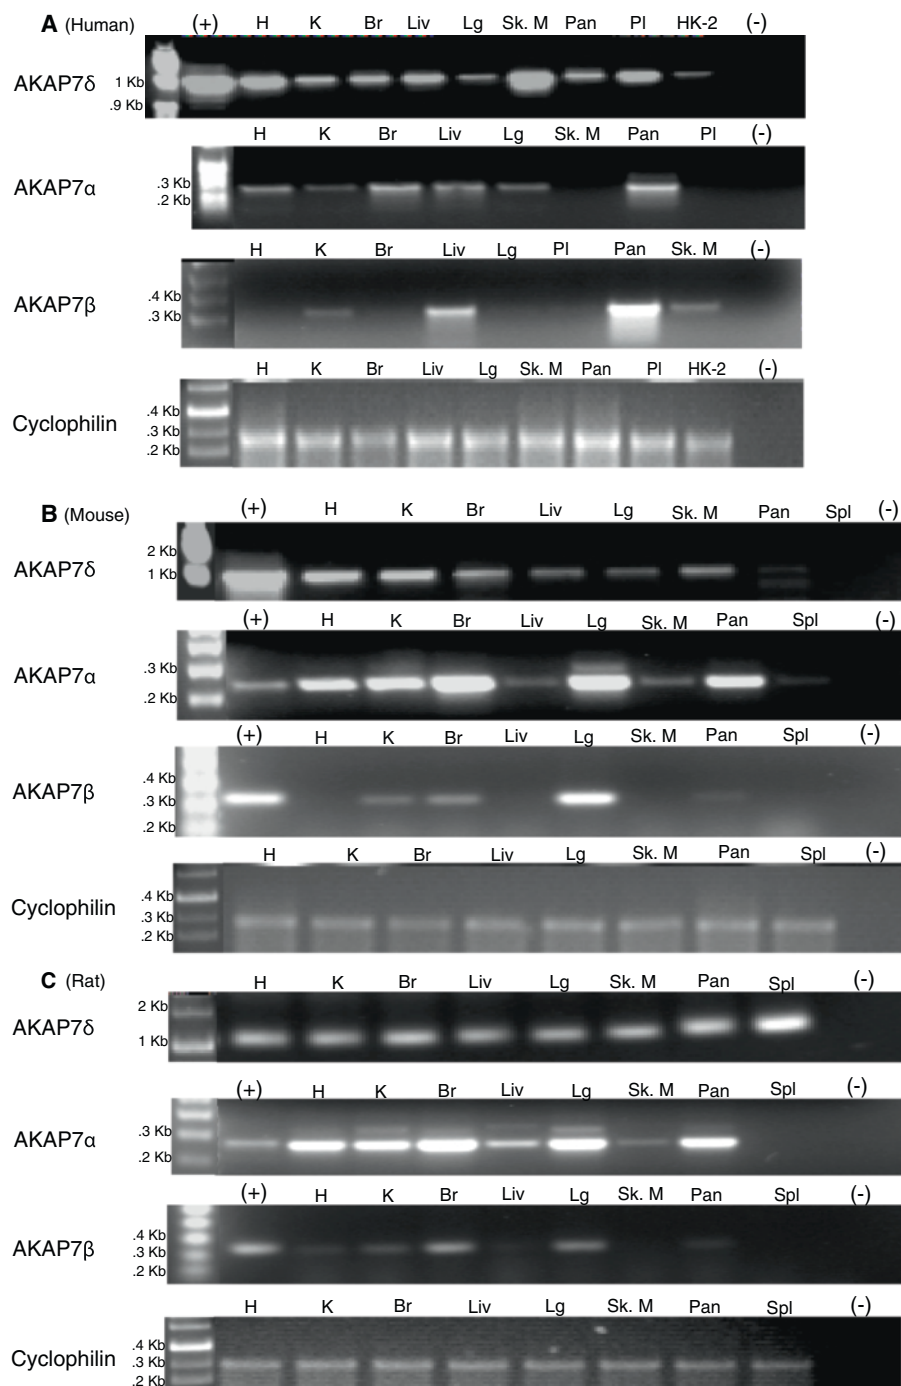 A (Human) (+) H K Br Liv Lg Sk. M Pan Pl HK-2 (-)
AKAP7δ
1 Kb
.9 Kb
H K Br Liv Lg Sk. M Pan Pl (-)
AKAP7α
.3 Kb
.2 Kb
H K Br Liv Lg Pl Pan Sk. M (-)
AKAP7β
.4 Kb
.3 Kb
H K Br Liv Lg Sk. M Pan Pl HK-2 (-)
Cyclophilin
.4 Kb
.3 Kb
.2 Kb
B (Mouse) (+) H K Br Liv Lg Sk. M Pan Spl (-)
AKAP7δ
2 Kb
1 Kb
(+) H K Br Liv Lg Sk. M Pan Spl (-)
AKAP7α
.3 Kb
.2 Kb
(+) H K Br Liv Lg Sk. M Pan Spl (-)
AKAP7β
.4 Kb
.3 Kb
.2 Kb
H K Br Liv Lg Sk. M Pan Spl (-)
Cyclophilin
.4 Kb
.3 Kb
.2 Kb
C (Rat) H K Br Liv Lg Sk. M Pan Spl (-)
AKAP7δ
2 Kb
1 Kb
(+) H K Br Liv Lg Sk. M Pan Spl (-)
AKAP7α
.3 Kb
.2 Kb
(+) H K Br Liv Lg Sk. M Pan Spl (-)
AKAP7β
.4 Kb
.3 Kb
.2 Kb
H K Br Liv Lg Sk. M Pan Spl (-)
Cyclophilin
.4 Kb
.3 Kb
.2 Kb